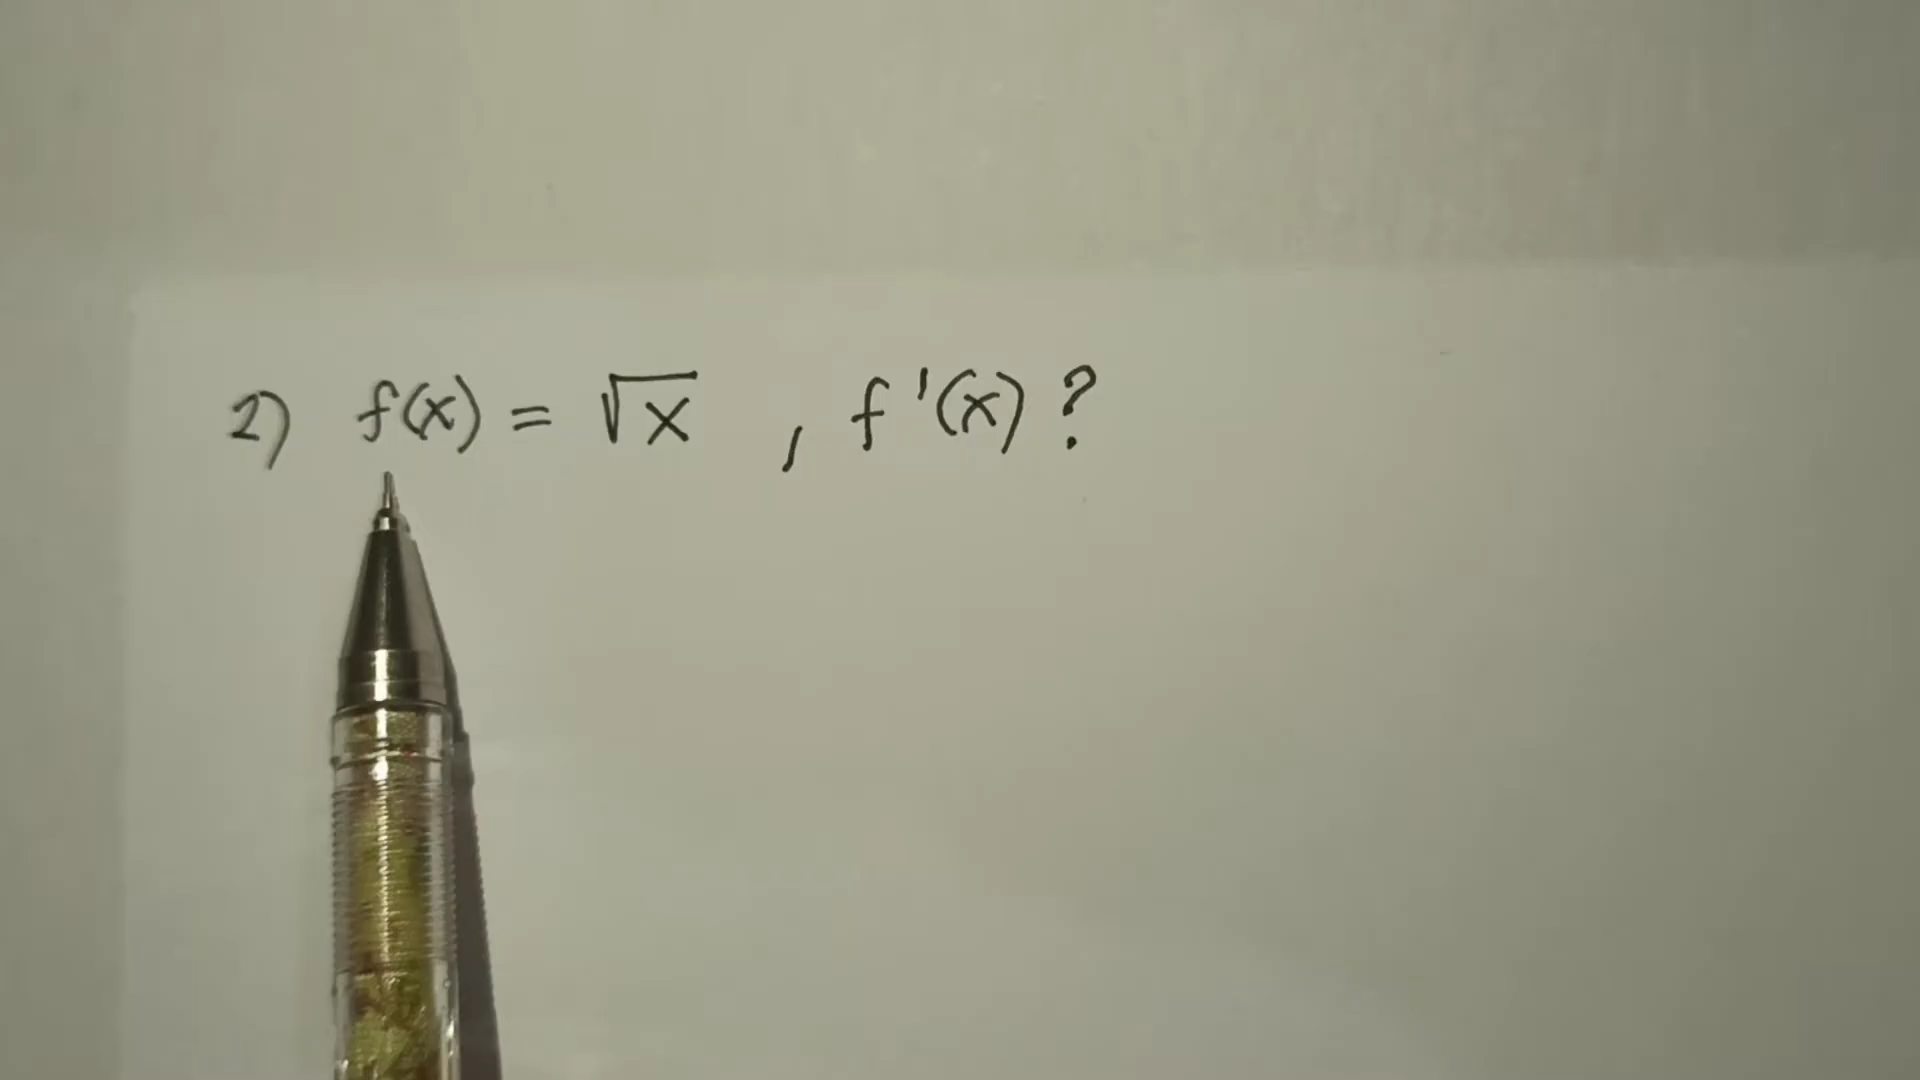 2) f(x) = √x , f'(x) ?